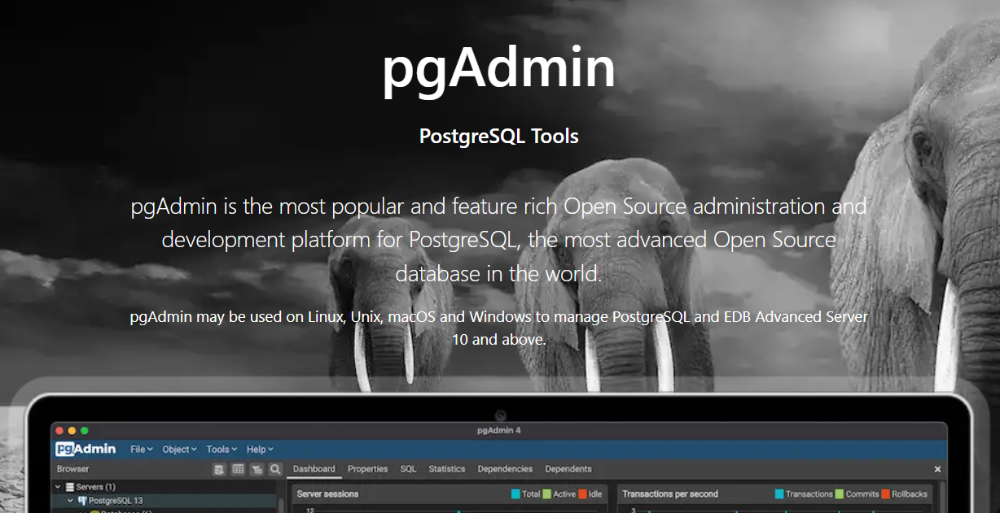 pgAdmin
PostgreSQL Tools
pgAdmin is the most popular and feature rich Open Source administration and
development platform for PostgreSQL, the most advanced Open Source
database in the world.
pgAdmin may be used on Linux, Unix, macOS and Windows to manage PostgreSQL and EDB Advanced Server
10 and above.
pgAdmin 4
pgAdmin File Object Tools Help
Browser Dashboard Properties SQL Statistics Dependencies Dependents
Servers (1)
Server sessions Total Active Idle Transactions per second Transactions Commits Rollbacks
PostgreSQL 13
12 3
Databases (6)